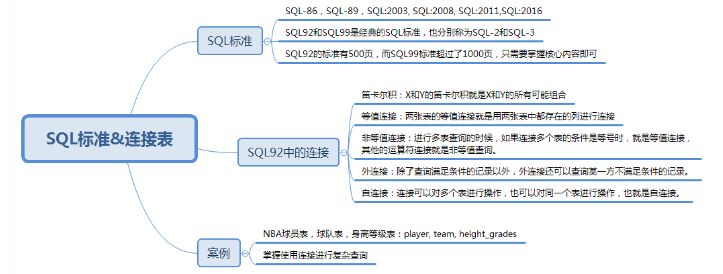 SQL-86，SQL-89，SQL:2003, SQL:2008, SQL:2011,SQL:2016
SQL标准
SQL92和SQL99是经典的SQL标准，也分别称为SQL-2和SQL-3
SQL92的标准有500页，而SQL99标准超过了1000页，只需要掌握核心内容即可
SQL标准&连接表
笛卡尔积：X和Y的笛卡尔积就是X和Y的所有可能组合
等值连接：两张表的等值连接就是用两张表中都存在的列进行连接
SQL92中的连接
非等值连接：进行多表查询的时候，如果连接多个表的条件是等号时，就是等值连接，
其他的运算符连接就是非等值查询。
外连接：除了查询满足条件的记录以外，外连接还可以查询某一方不满足条件的记录。
自连接：连接可以对多个表进行操作，也可以对同一个表进行操作，也就是自连接。
案例
NBA球员表，球队表，身高等级表：player, team, height_grades
掌握使用连接进行复杂查询